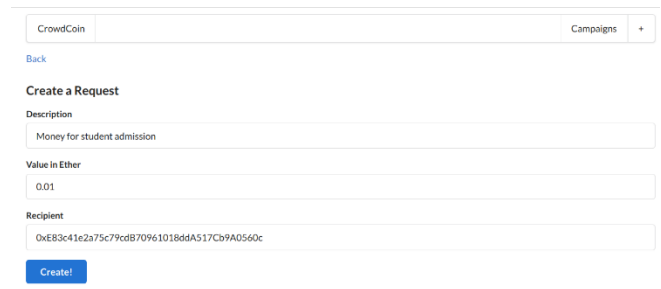 CrowdCoin Campaigns +
Back
Create a Request
Description
Money for student admission
Value in Ether
0.01
Recipient
0xE83c41e2a75c79cdB70961018ddA517Cb9A0560c
Create!